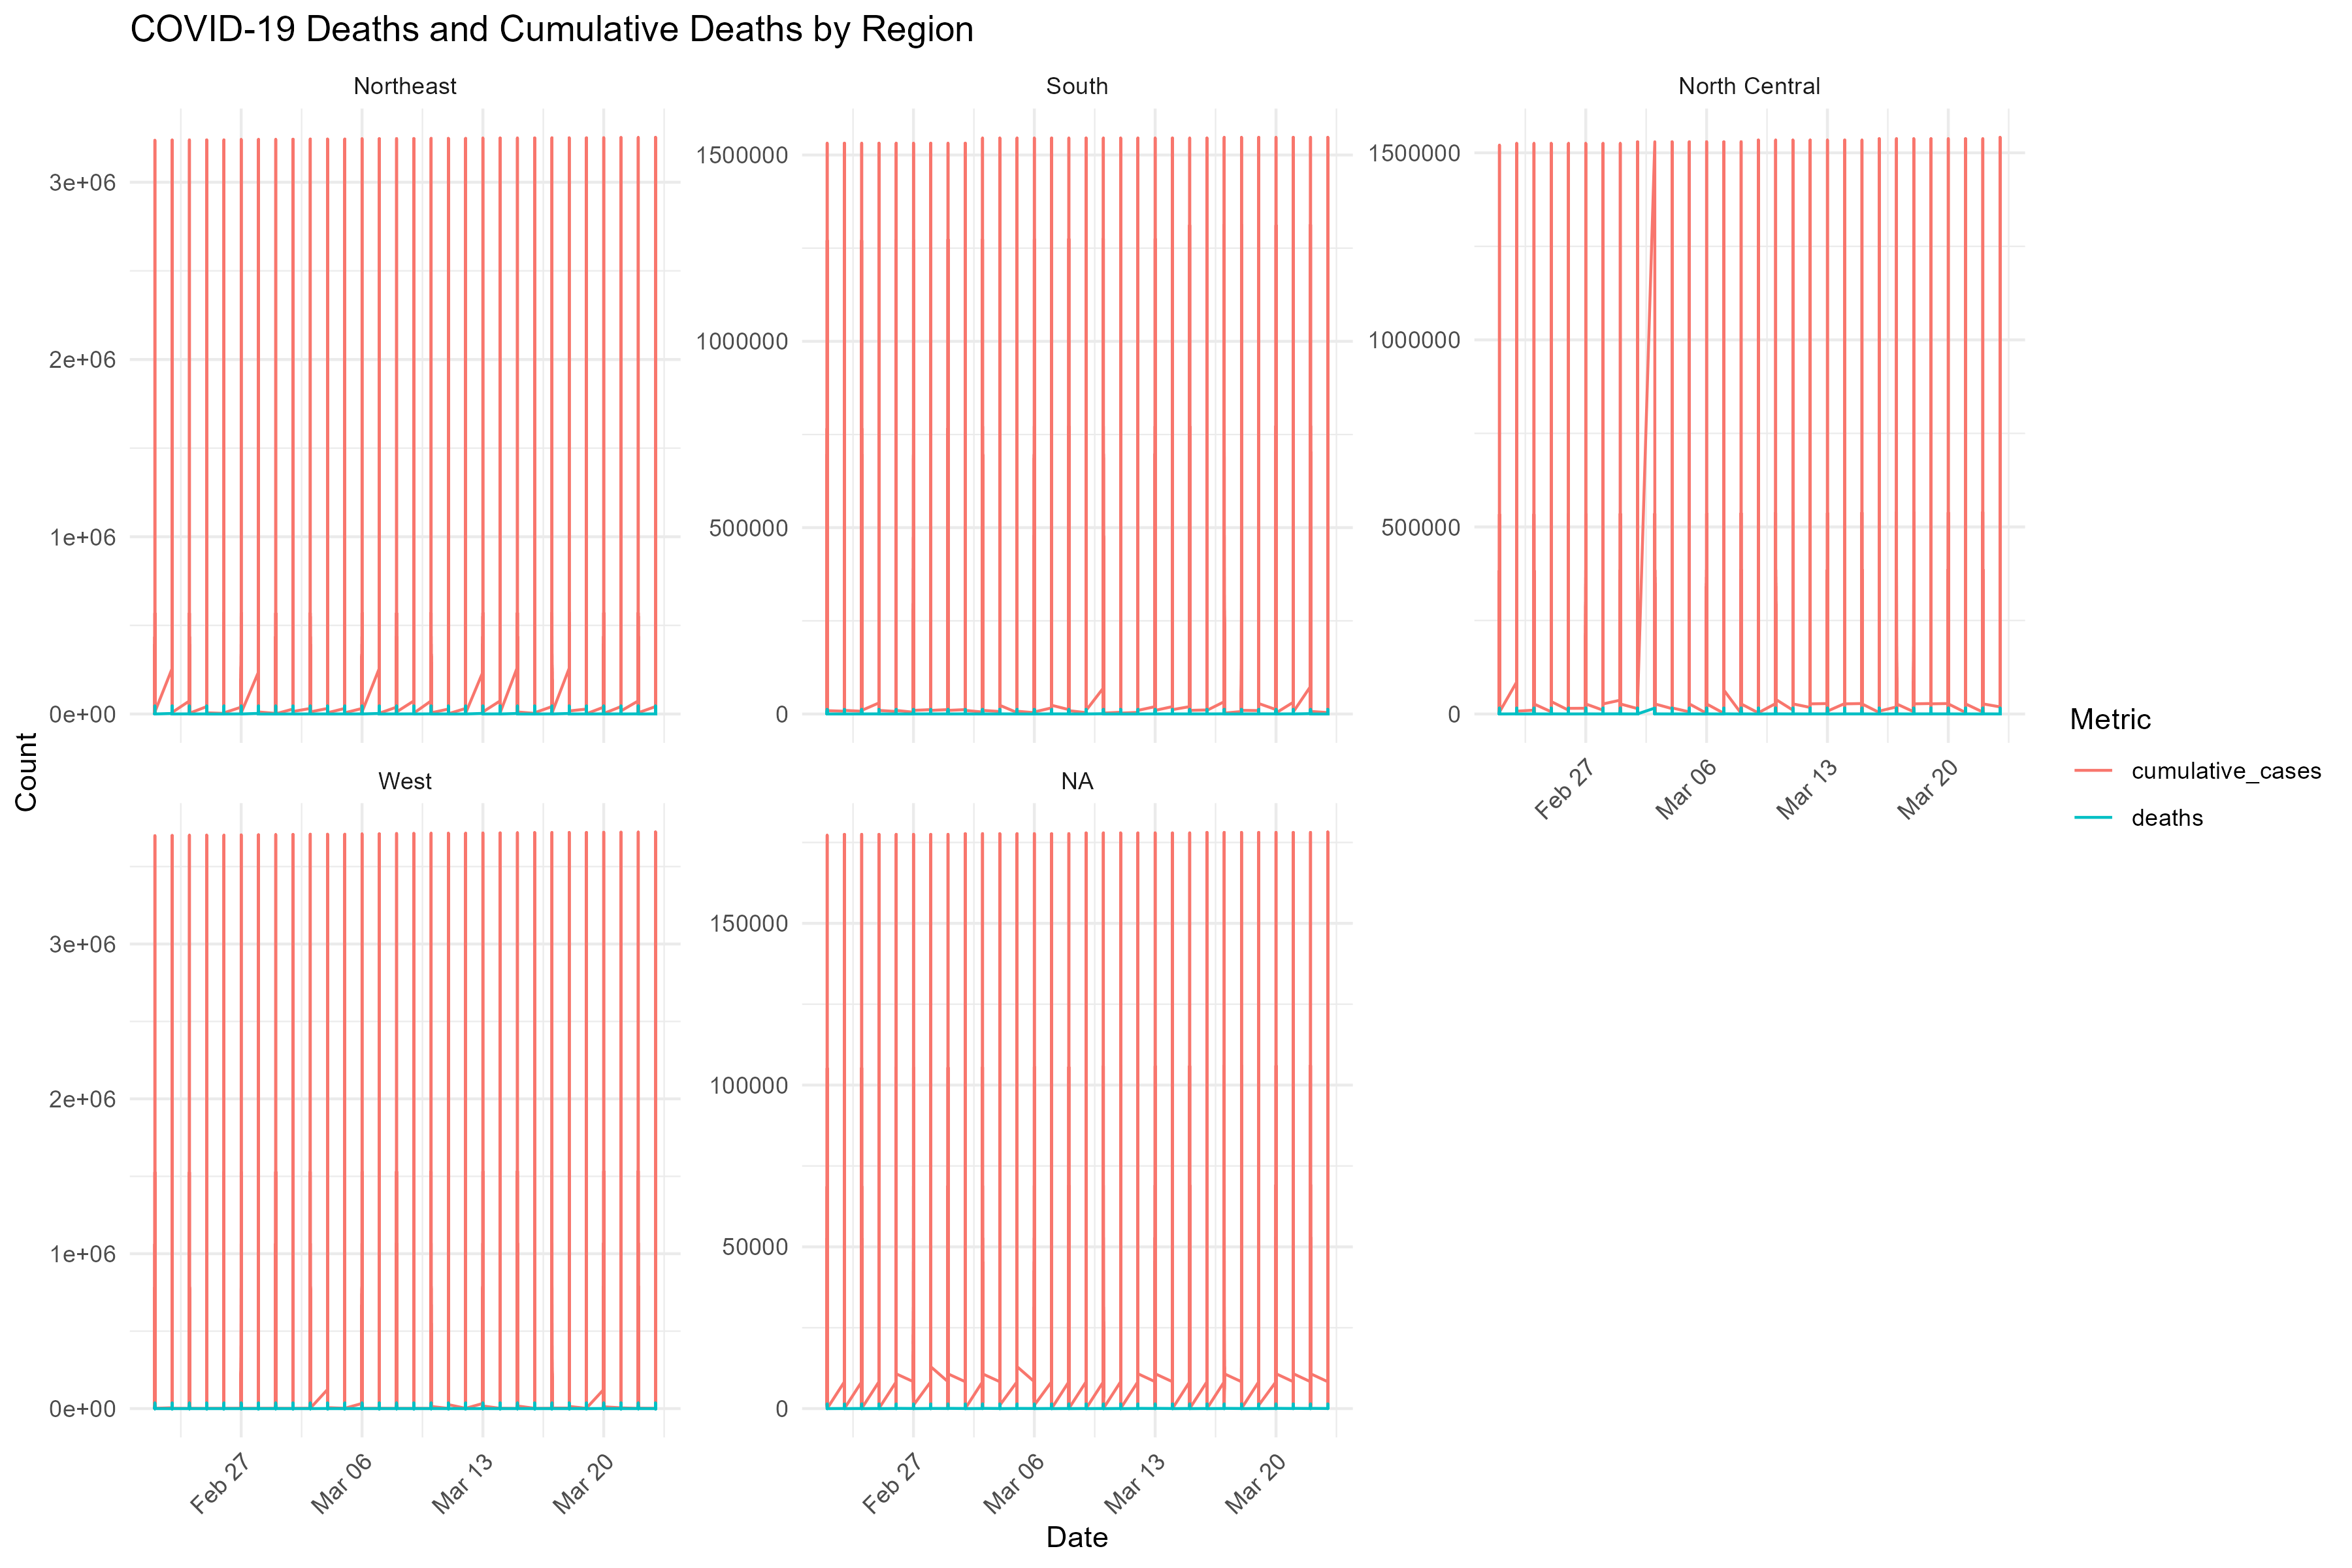 COVID-19 Deaths and Cumulative Deaths by Region
Northeast
South
North Central
3e+06
2e+06
1e+06
0e+00
1500000
1000000
500000
0
1500000
1000000
500000
0
Feb 27
Mar 06
Mar 13
Mar 20
Count
West
NA
3e+06
2e+06
1e+06
0e+00
Feb 27
Mar 06
Mar 13
Mar 20
150000
100000
50000
0
Feb 27
Mar 06
Mar 13
Mar 20
Date
Metric
cumulative_cases
deaths